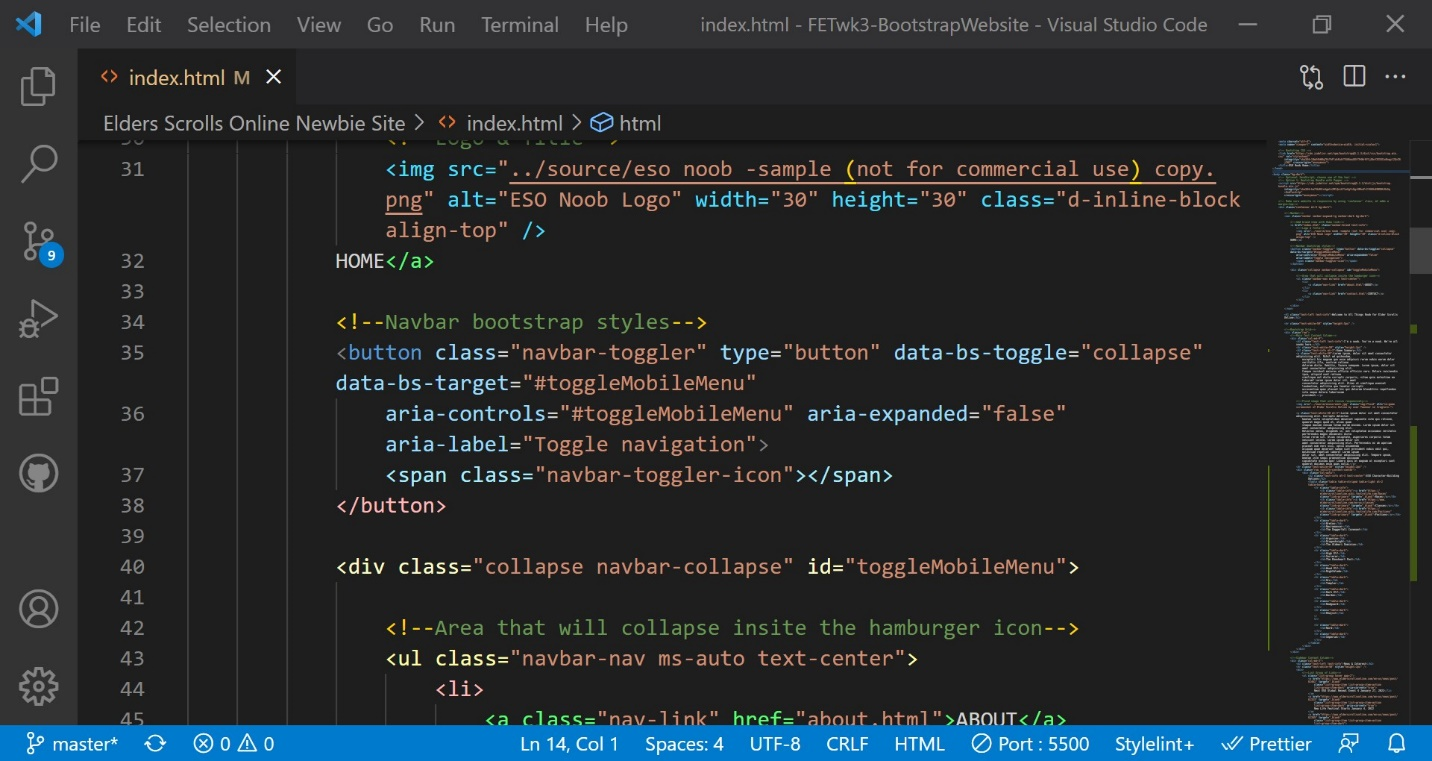 File Edit Selection View Go Run Terminal Help index.html - FETwk3-BootstrapWebsite - Visual Studio Code
index.html M
Elders Scrolls Online Newbie Site > index.html > html
30 <!--Logo & Title-->
31 <img src="../source/eso noob -sample (not for commercial use) copy.
png" alt="ESO Noob Logo" width="30" height="30" class="d-inline-block
align-top" />
32 HOME</a>
33
34 <!--Navbar bootstrap styles-->
35 <button class="navbar-toggler" type="button" data-bs-toggle="collapse"
data-bs-target="#toggleMobileMenu"
36 aria-controls="#toggleMobileMenu" aria-expanded="false"
aria-label="Toggle navigation">
37 <span class="navbar-toggler-icon"></span>
38 </button>
39
40 <div class="collapse navbar-collapse" id="toggleMobileMenu">
41
42 <!--Area that will collapse insite the hamburger icon-->
43 <ul class="navbar-nav ms-auto text-center">
44 <li>
45 <a class="nav-link" href="about.html">ABOUT</a>
9
master* 0 0 Ln 14, Col 1 Spaces: 4 UTF-8 CRLF HTML Port : 5500 Stylelint+ Prettier